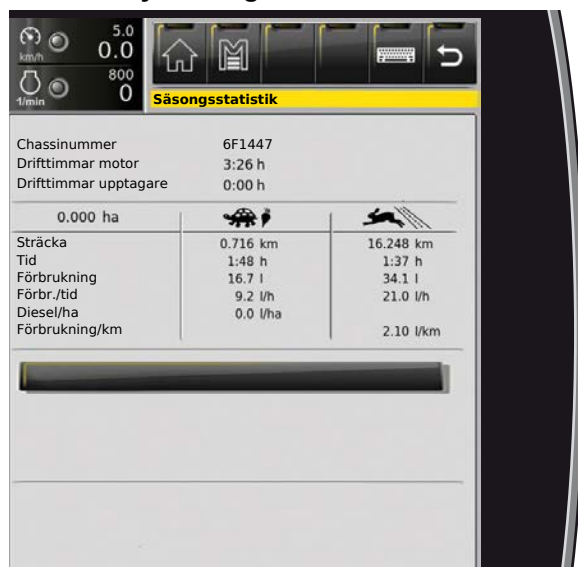 5.0
km/h 0.0
800
1/min 0
Säsongsstatistik
Chassinummer 6F1447
Drifttimmar motor 3:26 h
Drifttimmar upptagare 0:00 h
0.000 ha
Sträcka 0.716 km 16.248 km
Tid 1:48 h 1:37 h
Förbrukning 16.7 l 34.1 l
Förbr./tid 9.2 l/h 21.0 l/h
Diesel/ha 0.0 l/ha
Förbrukning/km 2.10 l/km